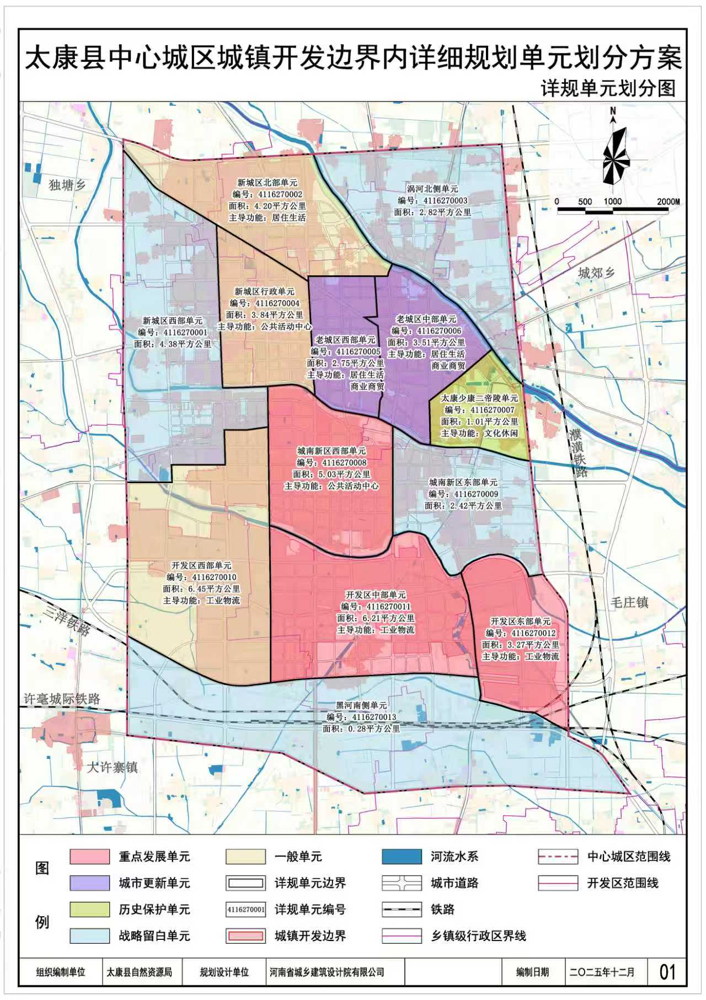 太康县中心城区城镇开发边界内详细规划单元划分方案
详规单元划分图
N
0 500 1000 2000M
独塘乡
新城区北部单元
编号：4116270002
面积：4.20平方公里
主导功能：居住生活
涡河北侧单元
编号：4116270003
面积：2.82平方公里
城郊乡
新城区行政单元
编号：4116270004
面积：3.84平方公里
主导功能：公共活动中心
新城区西部单元
编号：4116270001
面积：4.38平方公里
老城区西部单元
编号：4116270005
面积：2.75平方公里
主导功能：居住生活
商业商贸
老城区中部单元
编号：4116270006
面积：3.51平方公里
主导功能：居住生活
商业商贸
太康少康二帝陵单元
编号：4116270007
面积：1.01平方公里
主导功能：文化休闲
濮潢铁路
城南新区西部单元
编号：4116270008
面积：5.03平方公里
主导功能：公共活动中心
城南新区东部单元
编号：4116270009
面积：2.42平方公里
开发区西部单元
编号：4116270010
面积：6.45平方公里
主导功能：工业物流
开发区中部单元
编号：4116270011
面积：6.21平方公里
主导功能：工业物流
开发区东部单元
编号：4116270012
面积：3.27平方公里
主导功能：工业物流
毛庄镇
三洋铁路
许亳城际铁路
黑河南侧单元
编号：4116270013
面积：0.28平方公里
大许寨镇
图例
重点发展单元
城市更新单元
历史保护单元
战略留白单元
一般单元
详规单元边界
4116270001 详规单元编号
城镇开发边界
河流水系
城市道路
铁路
乡镇级行政区界线
中心城区范围线
开发区范围线
组织编制单位 太康县自然资源局 规划设计单位 河南省城乡建筑设计院有限公司 编制日期 二〇二五年十二月 01